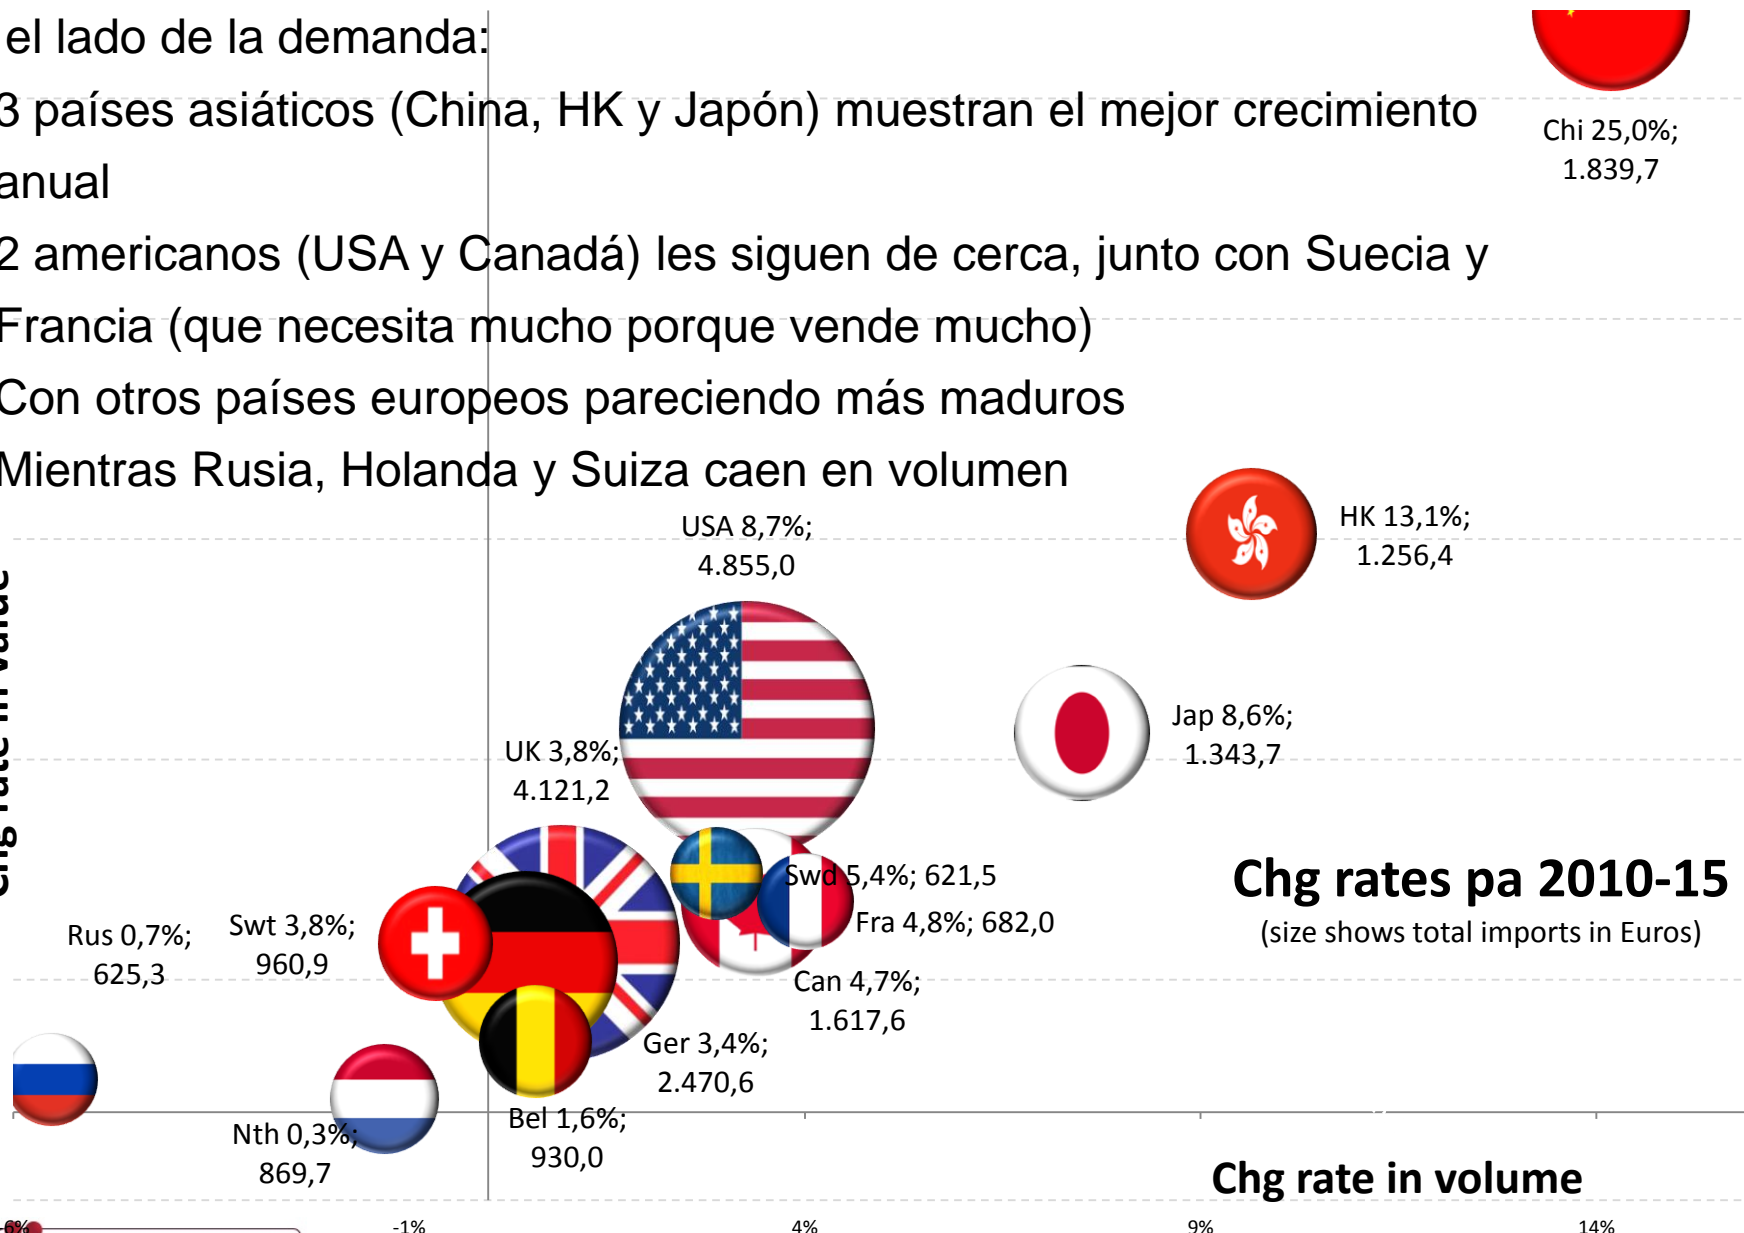 el lado de la demanda:
3 países asiáticos (China, HK y Japón) muestran el mejor crecimiento
anual
2 americanos (USA y Canadá) les siguen de cerca, junto con Suecia y
Francia (que necesita mucho porque vende mucho)
Con otros países europeos pareciendo más maduros
Mientras Rusia, Holanda y Suiza caen en volumen
Chi 25,0%;
1.839,7
HK 13,1%;
1.256,4
USA 8,7%;
4.855,0
Jap 8,6%;
1.343,7
UK 3,8%;
4.121,2
Chg rate in value
Swd 5,4%; 621,5
Fra 4,8%; 682,0
Can 4,7%;
1.617,6
Chg rates pa 2010-15
(size shows total imports in Euros)
Rus 0,7%;
625,3
Swt 3,8%;
960,9
Ger 3,4%;
2.470,6
Nth 0,3%;
869,7
Bel 1,6%;
930,0
Chg rate in volume
-6%
-1%
4%
9%
14%